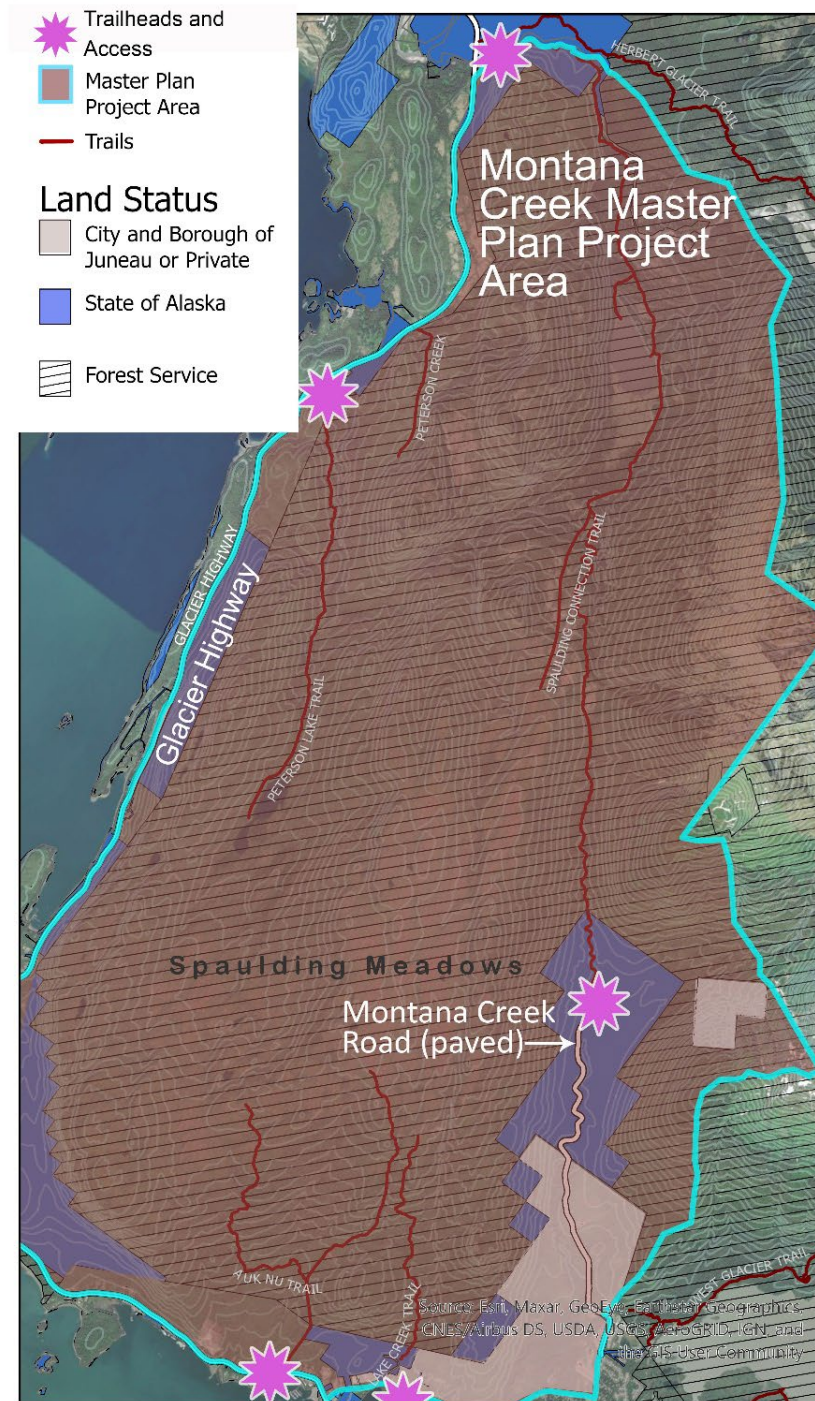 Trailheads and
Access
Master Plan
Project Area
Trails
Land Status
City and Borough of
Juneau or Private
State of Alaska
Forest Service
HERBERT GLACIER TRAIL
Montana
Creek Master
Plan Project
Area
PETERSON CREEK
GLACIER HIGHWAY
Glacier Highway
SPAULDING CONNECTION TRAIL
PETERSON LAKE TRAIL
Spaulding Meadows
Montana Creek
Road (paved)
AUK NU TRAIL
LAKE CREEK TRAIL
WEST GLACIER TRAIL
Source: Esri, Maxar, GeoEye, Earthstar Geographics,
CNES/Airbus DS, USDA, USGS, AeroGRID, IGN, and
the GIS User Community